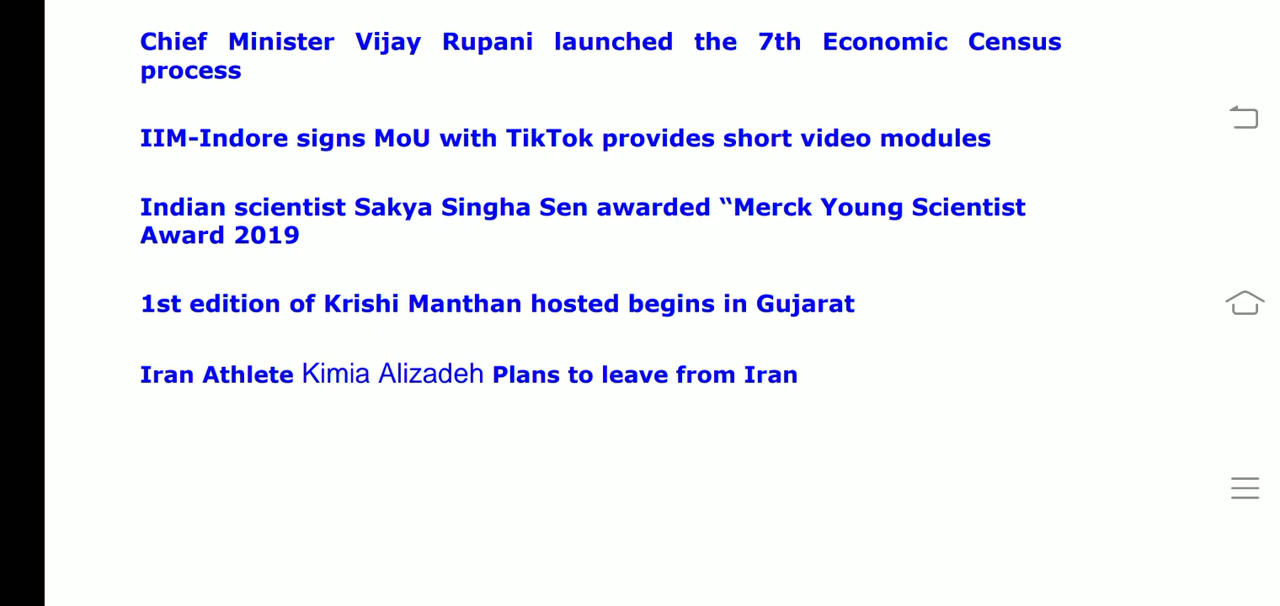 Chief Minister Vijay Rupani launched the 7th Economic Census
process
IIM-Indore signs MoU with TikTok provides short video modules
Indian scientist Sakya Singha Sen awarded “Merck Young Scientist
Award 2019
1st edition of Krishi Manthan hosted begins in Gujarat
Iran Athlete Kimia Alizadeh Plans to leave from Iran